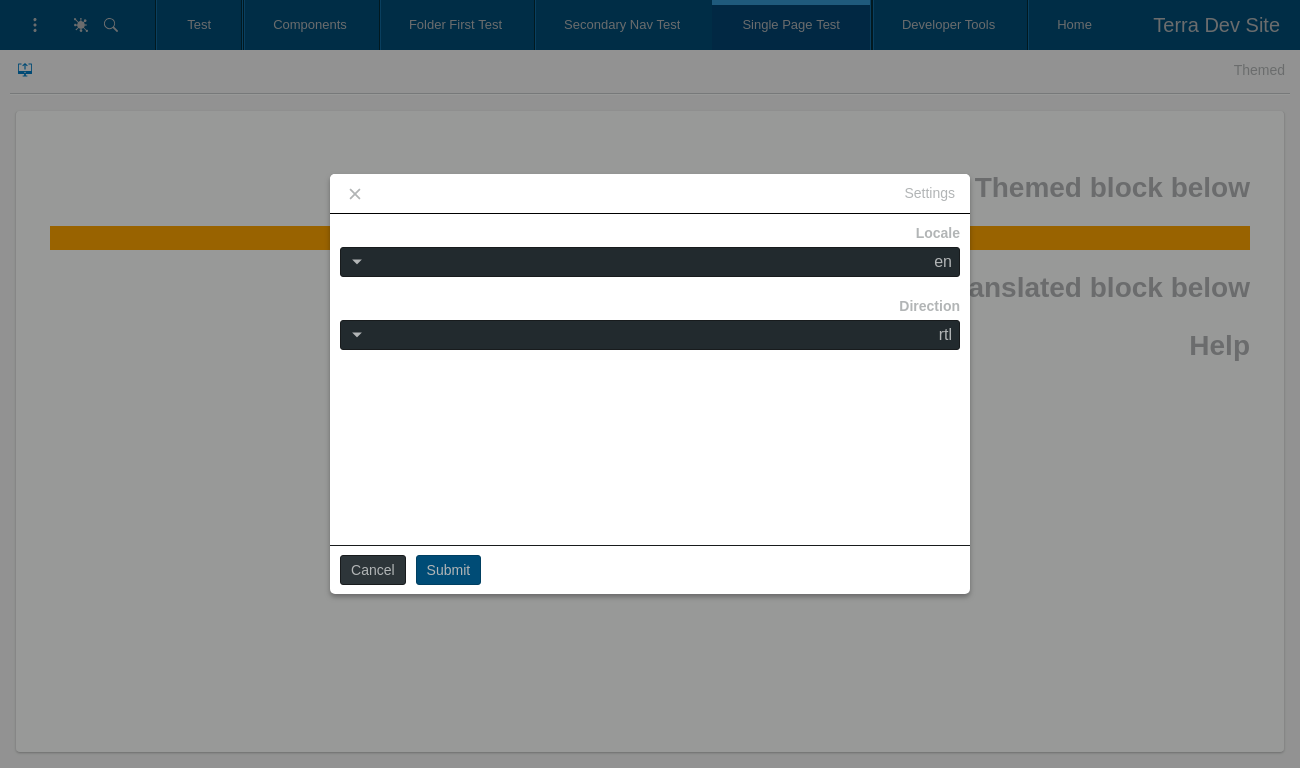 Terra Dev Site
Home
Developer Tools
Single Page Test
Secondary Nav Test
Folder First Test
Components
Test
Themed
Themed block below
anslated block below
Help
Settings
Locale
en
Direction
rtl
Cancel
Submit